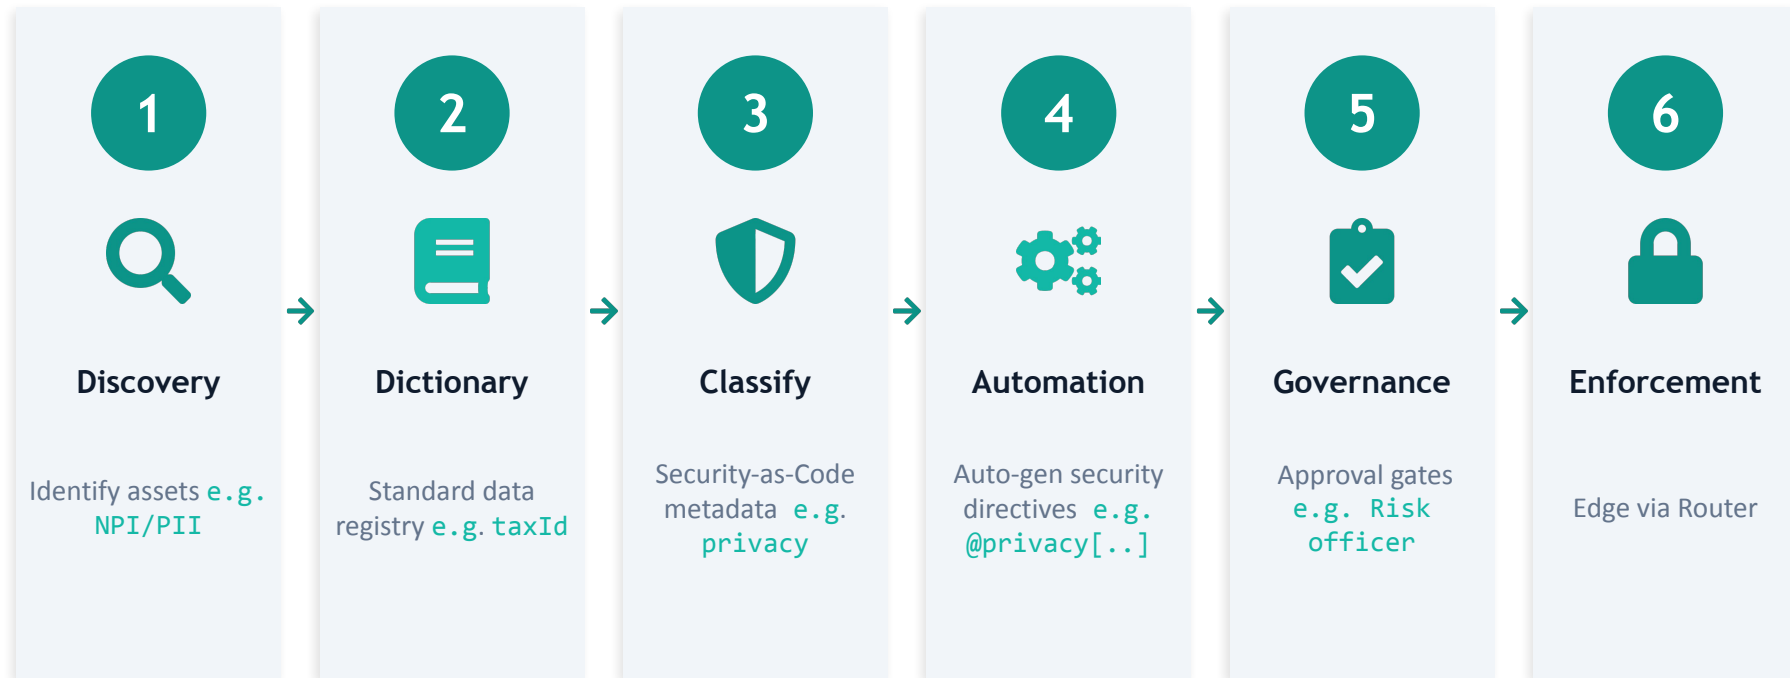 1
Discovery
Identify assets e.g.
NPI/PII
2
Dictionary
Standard data
registry e.g. taxId
3
Classify
Security-as-Code
metadata e.g.
privacy
4
Automation
Auto-gen security
directives e.g.
@privacy[..]
5
Governance
Approval gates
e.g. Risk
officer
6
Enforcement
Edge via Router